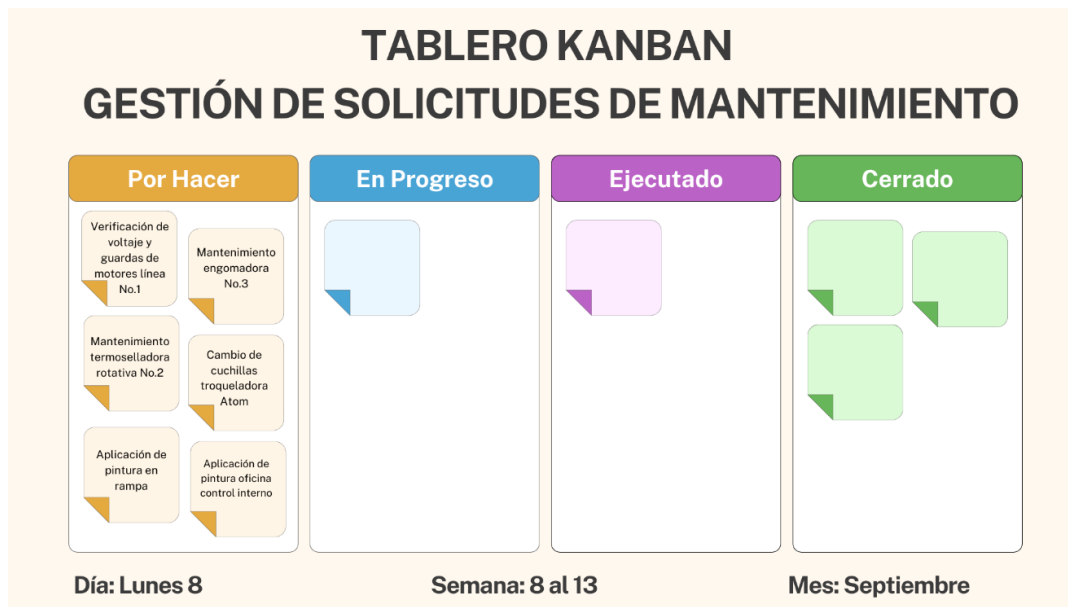 TABLERO KANBAN
GESTIÓN DE SOLICITUDES DE MANTENIMIENTO
Por Hacer
Verificación de
voltaje y
guardas de
motores línea
No.1
Mantenimiento
engomadora
No.3
Mantenimiento
termoselladora
rotativa No.2
Cambio de
cuchillas
troqueladora
Atom
Aplicación de
pintura en
rampa
Aplicación de
pintura oficina
control interno
En Progreso
Ejecutado
Cerrado
Día: Lunes 8
Semana: 8 al 13
Mes: Septiembre